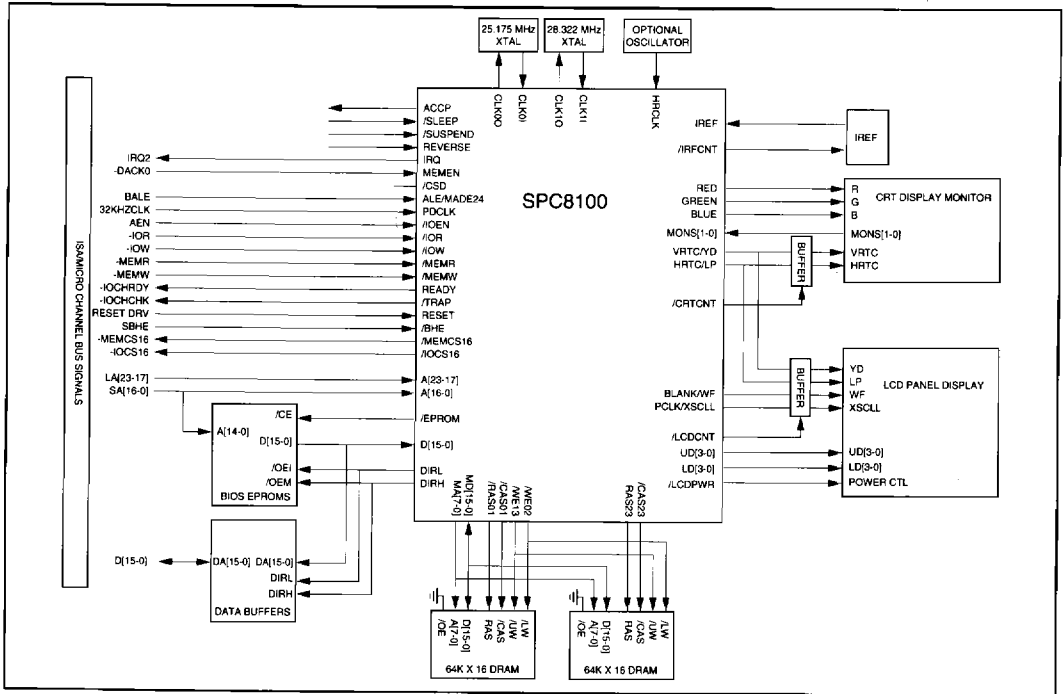 25.175 MHz
XTAL
28.322 MHz
XTAL
OPTIONAL
OSCILLATOR
CLK0O
CLK0I
CLK1O
CLK1I
HRCLK
ISA/MICRO CHANNEL BUS SIGNALS
IRQ2
-DACK0
BALE
32KHZCLK
AEN
-IOR
-IOW
-MEMR
-MEMW
-IOCHRDY
-IOCHCHK
RESET DRV
SBHE
-MEMCS16
-IOCS16
LA[23-17]
SA[16-0]
D[15-0]
ACCP
/SLEEP
/SUSPEND
REVERSE
IRQ
MEMEN
/CSD
ALE/MADE24
PDCLK
/IOEN
/IOR
/IOW
/MEMR
/MEMW
READY
/TRAP
RESET
/BHE
/MEMCS16
/IOCS16
A[23-17]
A[16-0]
/EPROM
D[15-0]
DIRL
DIRH
SPC8100
IREF
/IRFCNT
RED
GREEN
BLUE
MONS[1-0]
VRTC/YD
HRTC/LP
/CRTCNT
BLANK/WF
PCLK/XSCLL
/LCDCNT
UD[3-0]
LD[3-0]
/LCDPWR
IREF
R
G
B
CRT DISPLAY MONITOR
MONS[1-0]
VRTC
HRTC
BUFFER
BUFFER
YD
LP
WF
XSCLL
LCD PANEL DISPLAY
UD[3-0]
LD[3-0]
POWER CTL
/CE
A[14-0]
D[15-0]
/OEI
/OEM
BIOS EPROMS
DA[15-0]
DA[15-0]
DIRL
DIRH
DATA BUFFERS
MA[7-0]
MD[15-0]
/RAS01
/CAS01
/WE13
/WE02
RAS23
/CAS23
/OE
A[7-0]
D[15-0]
RAS
/CAS
/UW
/LW
64K X 16 DRAM
/OE
A[7-0]
D[15-0]
RAS
/CAS
/UW
/LW
64K X 16 DRAM